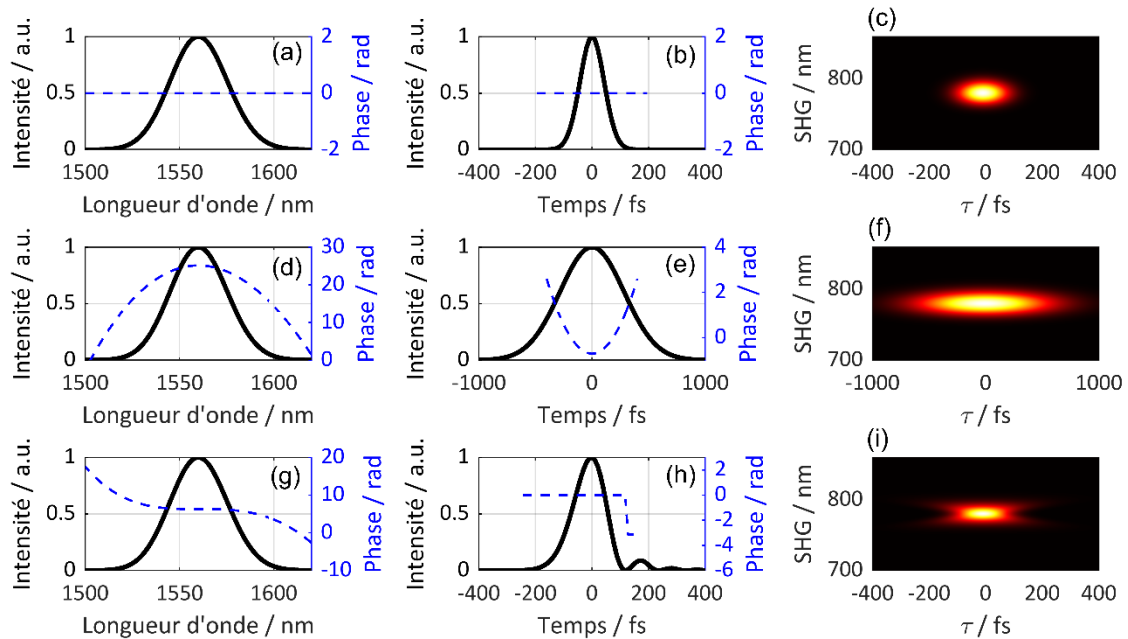 (a)
Intensité / a.u.
1
0.5
0
1500 1550 1600
Longueur d'onde / nm
2
0
-2
Phase / rad
(b)
Intensité / a.u.
1
0.5
0
-400 -200 0 200 400
Temps / fs
2
0
-2
Phase / rad
(c)
SHG / nm
800
700
-400 -200 0 200 400
τ / fs
(d)
Intensité / a.u.
1
0.5
0
1500 1550 1600
Longueur d'onde / nm
30
20
10
0
Phase / rad
(e)
Intensité / a.u.
1
0.5
0
-1000 0 1000
Temps / fs
4
2
0
Phase / rad
(f)
SHG / nm
800
700
-1000 0 1000
τ / fs
(g)
Intensité / a.u.
1
0.5
0
1500 1550 1600
Longueur d'onde / nm
20
10
0
-10
Phase / rad
(h)
Intensité / a.u.
1
0.5
0
-400 -200 0 200 400
Temps / fs
2
0
-2
-4
-6
Phase / rad
(i)
SHG / nm
800
700
-400 -200 0 200 400
τ / fs